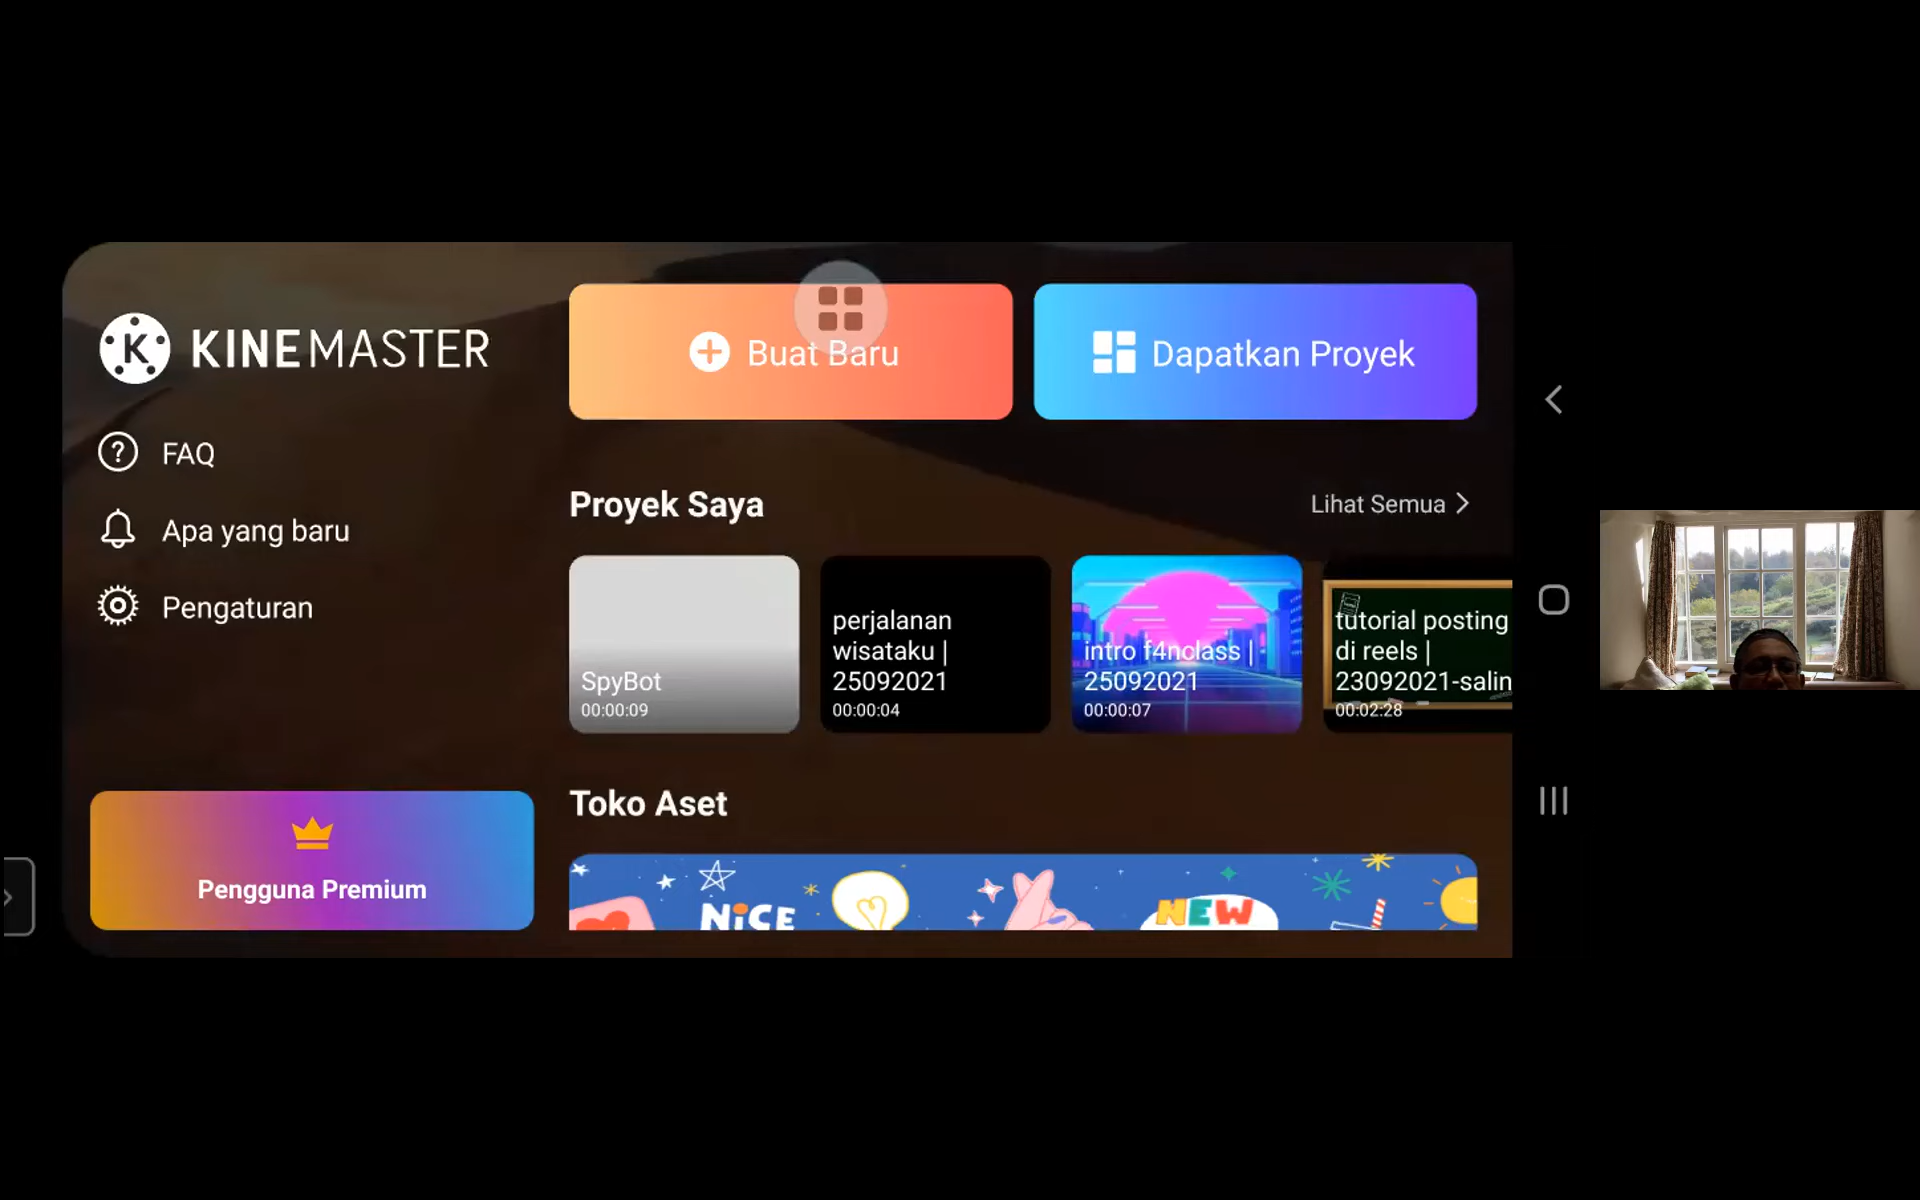 KINEMASTER
FAQ
Apa yang baru
Pengaturan
Pengguna Premium
Buat Baru
Dapatkan Proyek
Proyek Saya
Lihat Semua
SpyBot
00:00:09
perjalanan
wisataku |
25092021
00:00:04
intro f4nclass |
25092021
00:00:07
tutorial posting
di reels |
23092021-salin
00:02:28
Toko Aset
NiCE
NEW